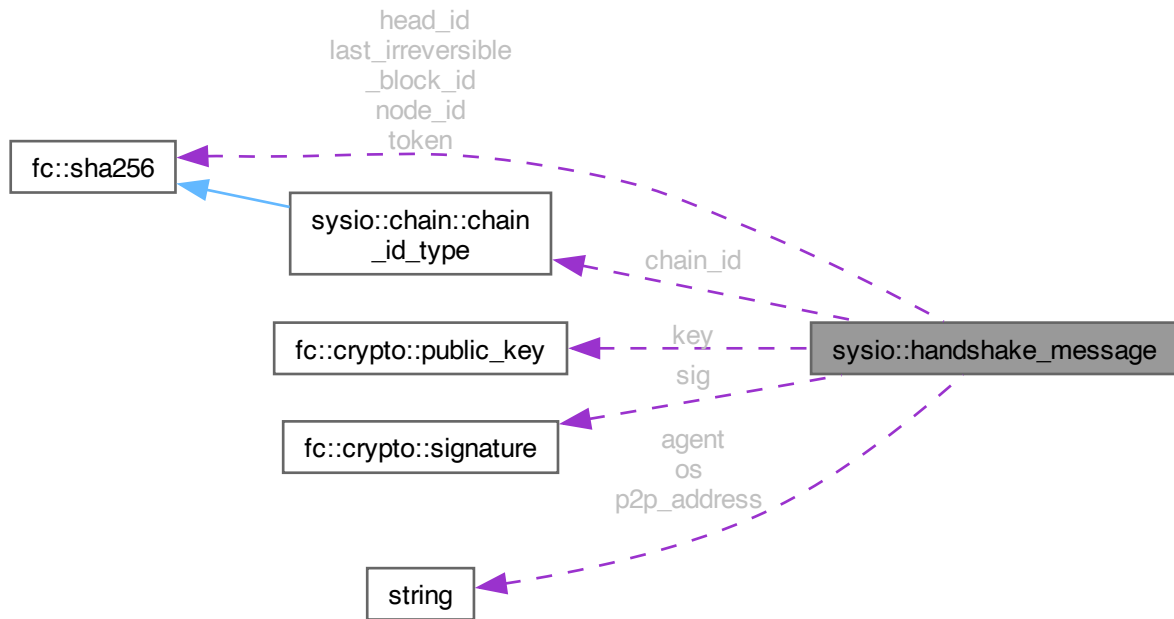 head_id
last_irreversible
_block_id
node_id
token
fc::sha256
sysio::chain::chain
_id_type
chain_id
fc::crypto::public_key
key
sysio::handshake_message
sig
fc::crypto::signature
agent
os
p2p_address
string